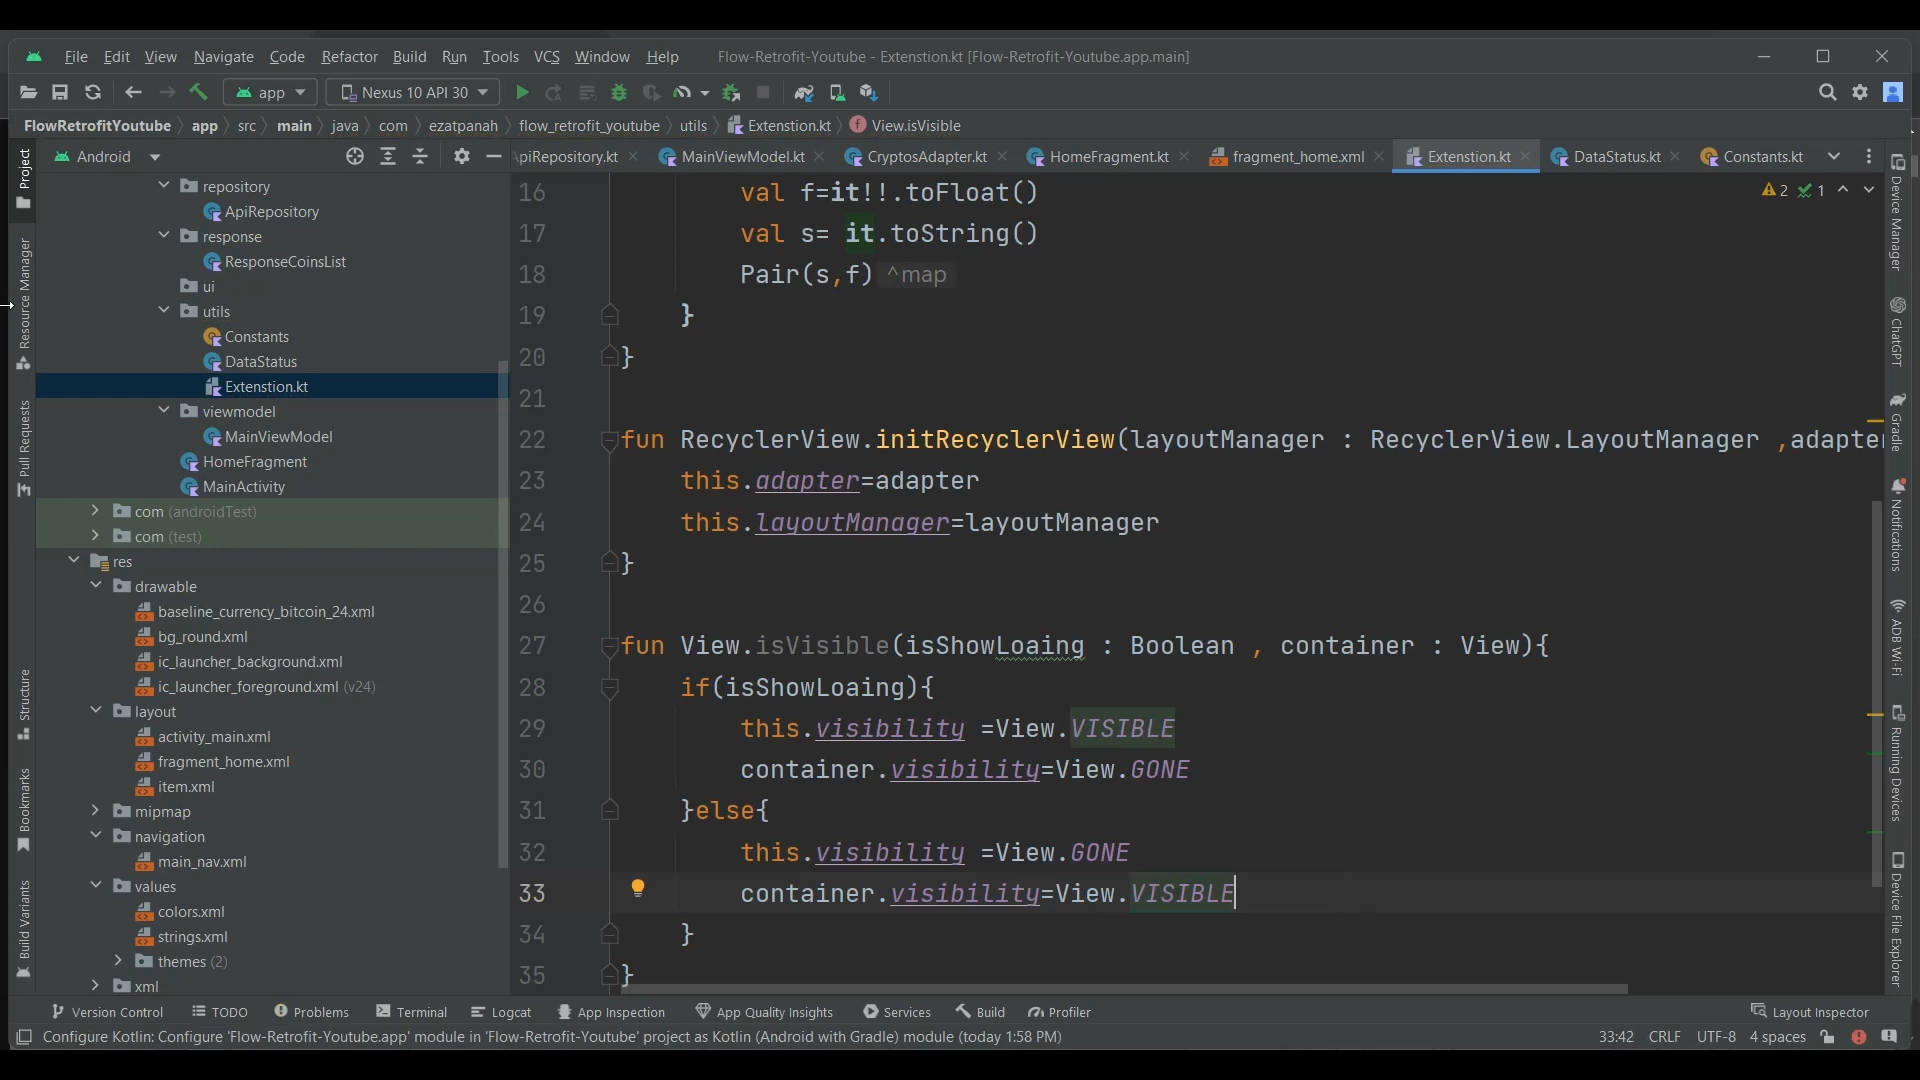 File Edit View Navigate Code Refactor Build Run Tools VCS Window Help Flow-Retrofit-Youtube - Extenstion.kt [Flow-Retrofit-Youtube.app.main]
app Nexus 10 API 30
FlowRetrofitYoutube app src main java com ezatpanah flow_retrofit_youtube utils Extenstion.kt View.isVisible
Android
piRepository.kt MainViewModel.kt CryptosAdapter.kt HomeFragment.kt fragment_home.xml Extenstion.kt DataStatus.kt Constants.kt
Project
Resource Manager
Pull Requests
Structure
Bookmarks
Build Variants
repository
ApiRepository
response
ResponseCoinsList
ui
utils
Constants
DataStatus
Extenstion.kt
viewmodel
MainViewModel
HomeFragment
MainActivity
com (androidTest)
com (test)
res
drawable
baseline_currency_bitcoin_24.xml
bg_round.xml
ic_launcher_background.xml
ic_launcher_foreground.xml (v24)
layout
activity_main.xml
fragment_home.xml
item.xml
mipmap
navigation
main_nav.xml
values
colors.xml
strings.xml
themes (2)
xml
2 1
16 val f=it!!.toFloat()
17 val s= it.toString()
18 Pair(s,f) ^map
19 }
20 }
21
22 fun RecyclerView.initRecyclerView(layoutManager : RecyclerView.LayoutManager ,adapter
23 this.adapter=adapter
24 this.layoutManager=layoutManager
25 }
26
27 fun View.isVisible(isShowLoaing : Boolean , container : View){
28 if(isShowLoaing){
29 this.visibility =View.VISIBLE
30 container.visibility=View.GONE
31 }else{
32 this.visibility =View.GONE
33 container.visibility=View.VISIBLE
34 }
35 }
Device Manager
ChatGPT
Gradle
Notifications
ADB Wi-Fi
Running Devices
Device File Explorer
Version Control TODO Problems Terminal Logcat App Inspection App Quality Insights Services Build Profiler Layout Inspector
Configure Kotlin: Configure 'Flow-Retrofit-Youtube.app' module in 'Flow-Retrofit-Youtube' project as Kotlin (Android with Gradle) module (today 1:58 PM) 33:42 CRLF UTF-8 4 spaces